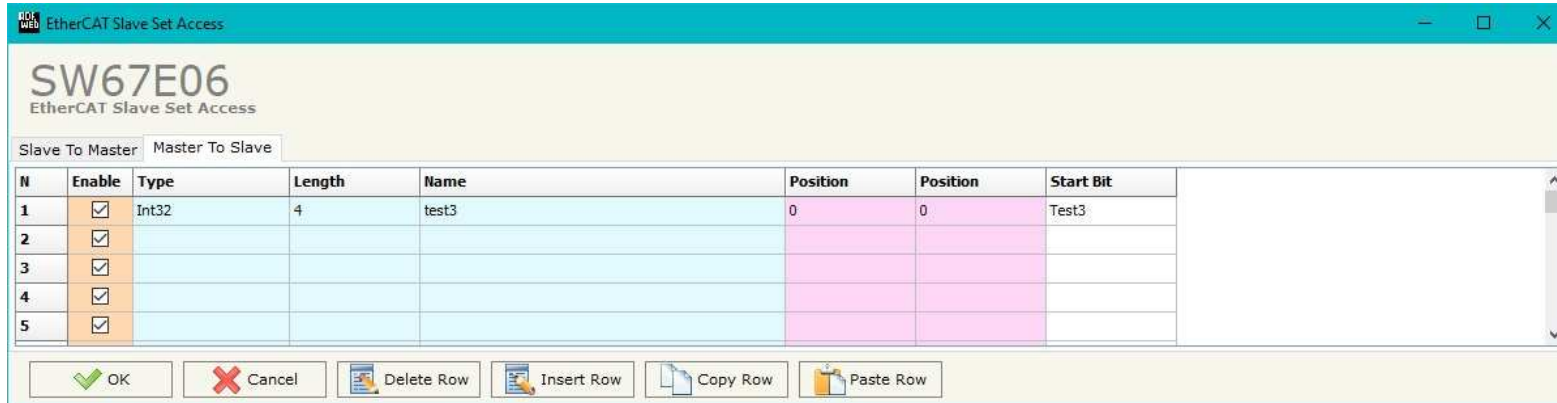 ADF
WEB EtherCAT Slave Set Access
SW67E06
EtherCAT Slave Set Access
Slave To Master Master To Slave
N Enable Type Length Name Position Position Start Bit
1 Int32 4 test3 0 0 Test3
2
3
4
5
OK Cancel Delete Row Insert Row Copy Row Paste Row